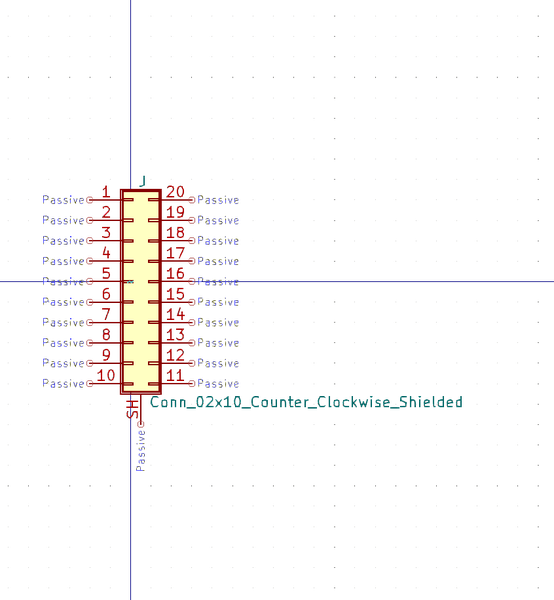 J
Passive 1 20 Passive
Passive 2 19 Passive
Passive 3 18 Passive
Passive 4 17 Passive
Passive 5 16 Passive
Passive 6 15 Passive
Passive 7 14 Passive
Passive 8 13 Passive
Passive 9 12 Passive
Passive 10 11 Passive
SH Conn_02x10_Counter_Clockwise_Shielded
Passive